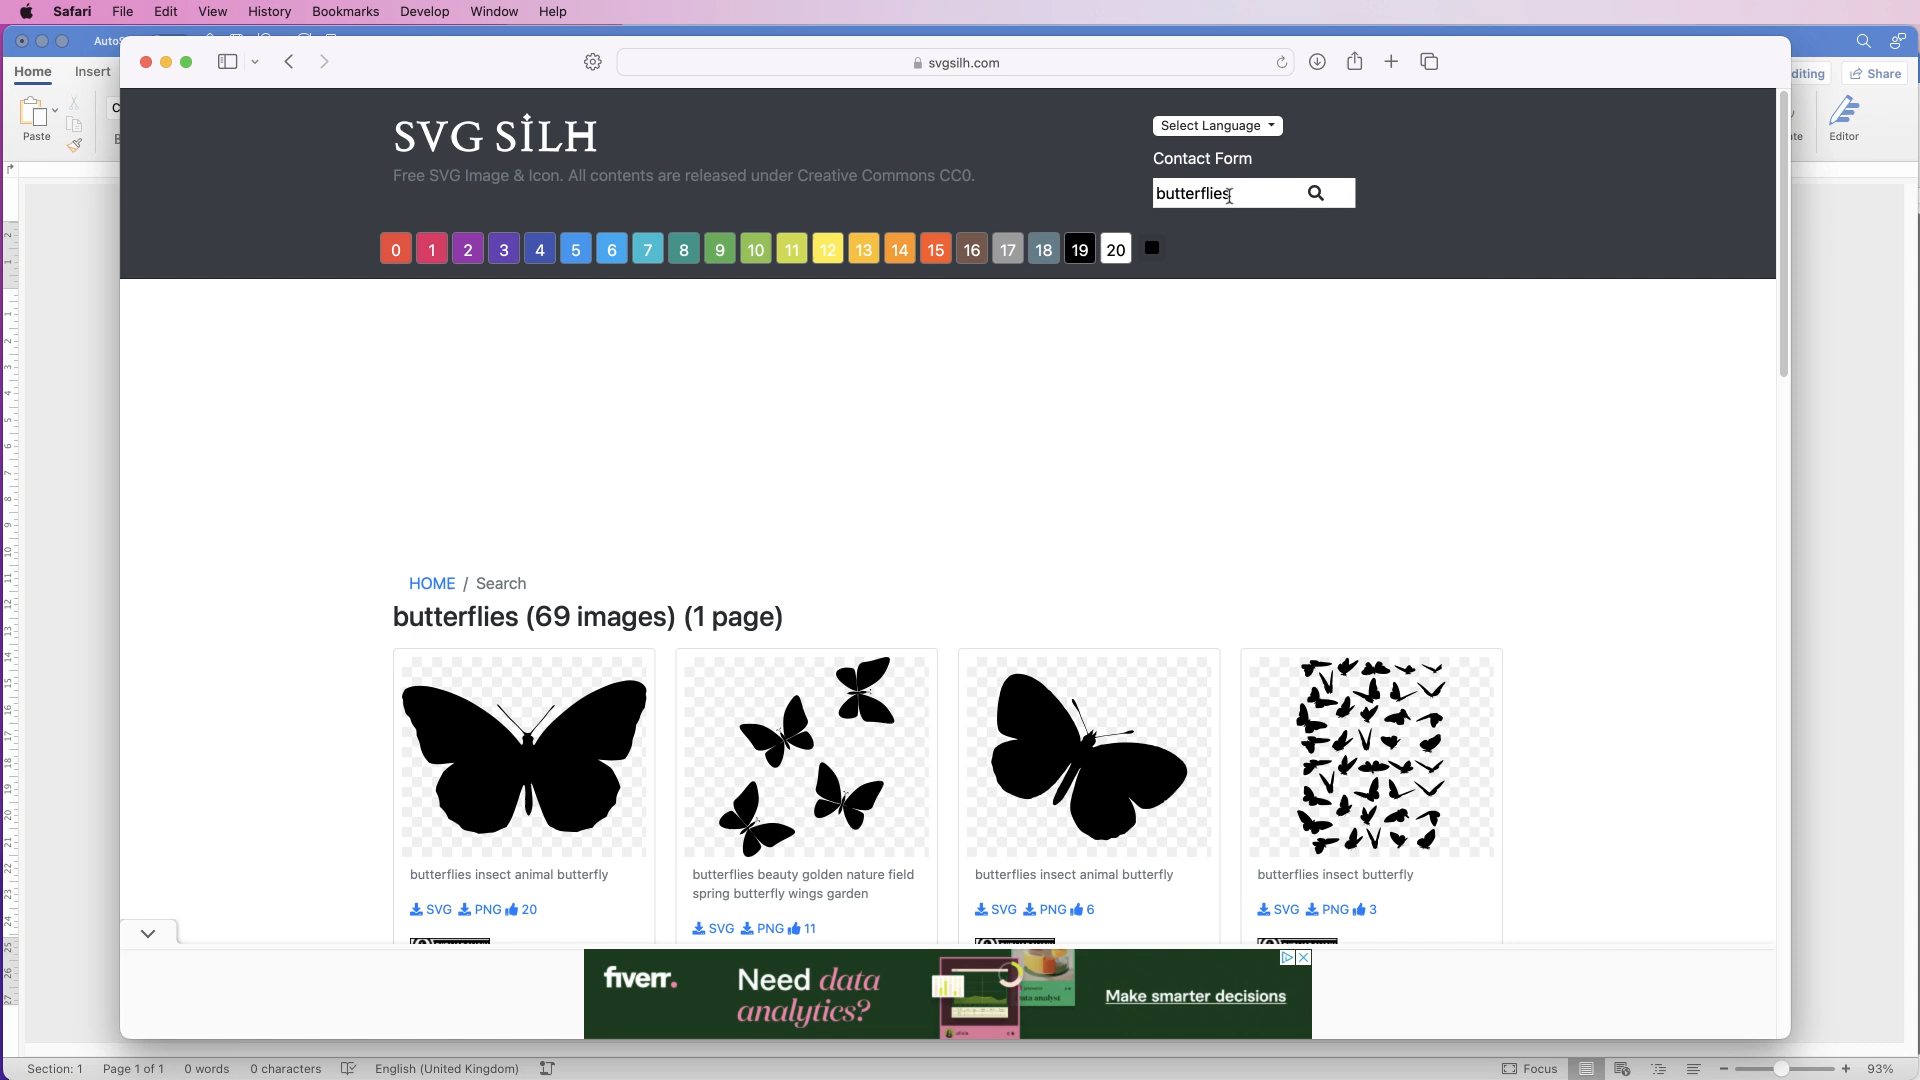 Safari File Edit View History Bookmarks Develop Window Help
svgsilh.com
Home Insert
Share
Paste
Editor
SVG SILH
Free SVG Image & Icon. All contents are released under Creative Commons CC0.
Select Language
Contact Form
butterflies
0 1 2 3 4 5 6 7 8 9 10 11 12 13 14 15 16 17 18 19 20
HOME / Search
butterflies (69 images) (1 page)
butterflies insect animal butterfly
SVG PNG 20
butterflies beauty golden nature field
spring butterfly wings garden
SVG PNG 11
butterflies insect animal butterfly
SVG PNG 6
butterflies insect butterfly
SVG PNG 3
fiverr.
Need data
analytics?
Make smarter decisions
Section: 1 Page 1 of 1 0 words 0 characters English (United Kingdom) Focus 93%